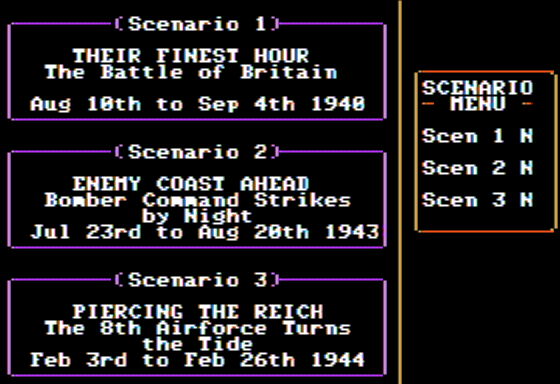 Scenario 1
THEIR FINEST HOUR
The Battle of Britain
Aug 10th to Sep 4th 1940
Scenario 2
ENEMY COAST AHEAD
Bomber Command Strikes
by Night
Jul 23rd to Aug 20th 1943
Scenario 3
PIERCING THE REICH
The 8th Airforce Turns
the Tide
Feb 3rd to Feb 26th 1944
SCENARIO
- MENU -
Scen 1 N
Scen 2 N
Scen 3 N